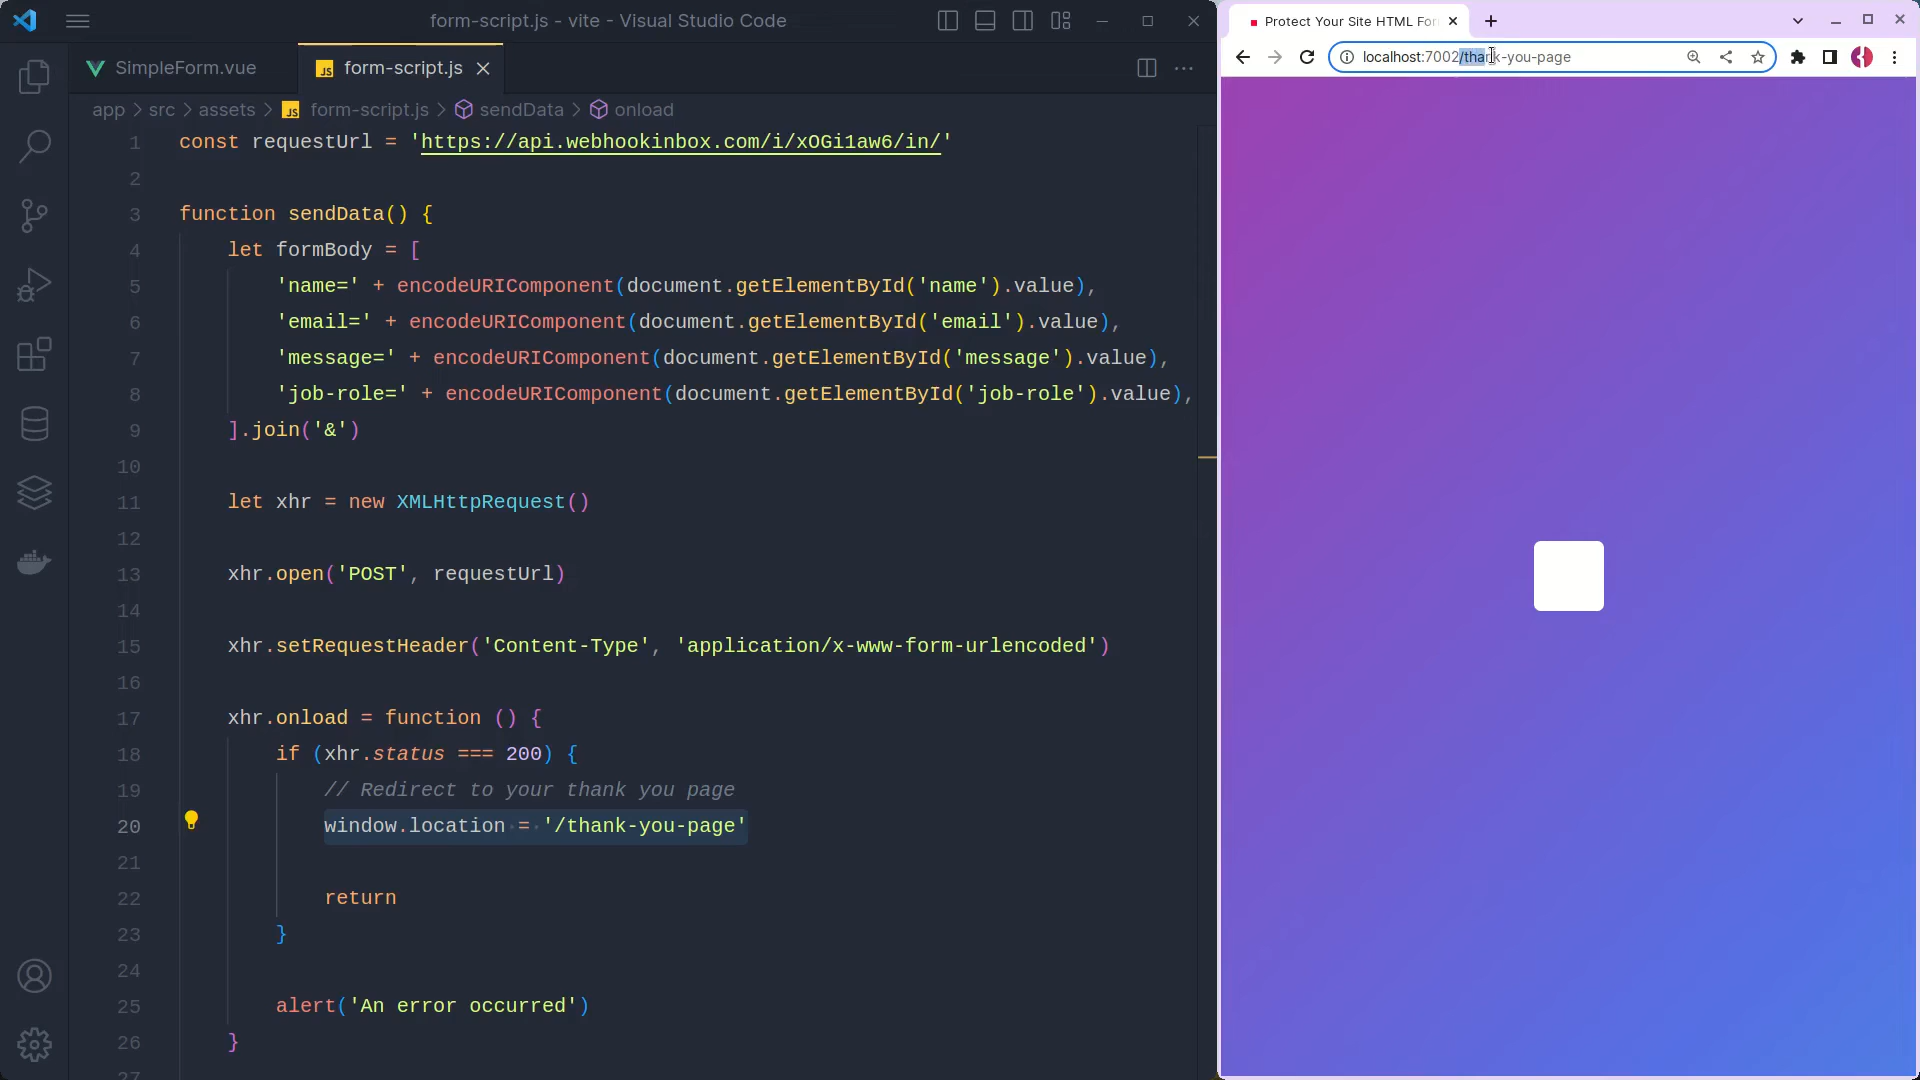 form-script.js - vite - Visual Studio Code
SimpleForm.vue
JS form-script.js
app > src > assets > JS form-script.js > sendData > onload
1 const requestUrl = 'https://api.webhookinbox.com/i/xOGi1aw6/in/'
2
3 function sendData() {
4 let formBody = [
5 'name=' + encodeURIComponent(document.getElementById('name').value),
6 'email=' + encodeURIComponent(document.getElementById('email').value),
7 'message=' + encodeURIComponent(document.getElementById('message').value),
8 'job-role=' + encodeURIComponent(document.getElementById('job-role').value),
9 ].join('&')
10
11 let xhr = new XMLHttpRequest()
12
13 xhr.open('POST', requestUrl)
14
15 xhr.setRequestHeader('Content-Type', 'application/x-www-form-urlencoded')
16
17 xhr.onload = function () {
18 if (xhr.status === 200) {
19 // Redirect to your thank you page
20 window.location = '/thank-you-page'
21
22 return
23 }
24
25 alert('An error occurred')
26 }
27
Protect Your Site HTML For
localhost:7002/thank-you-page